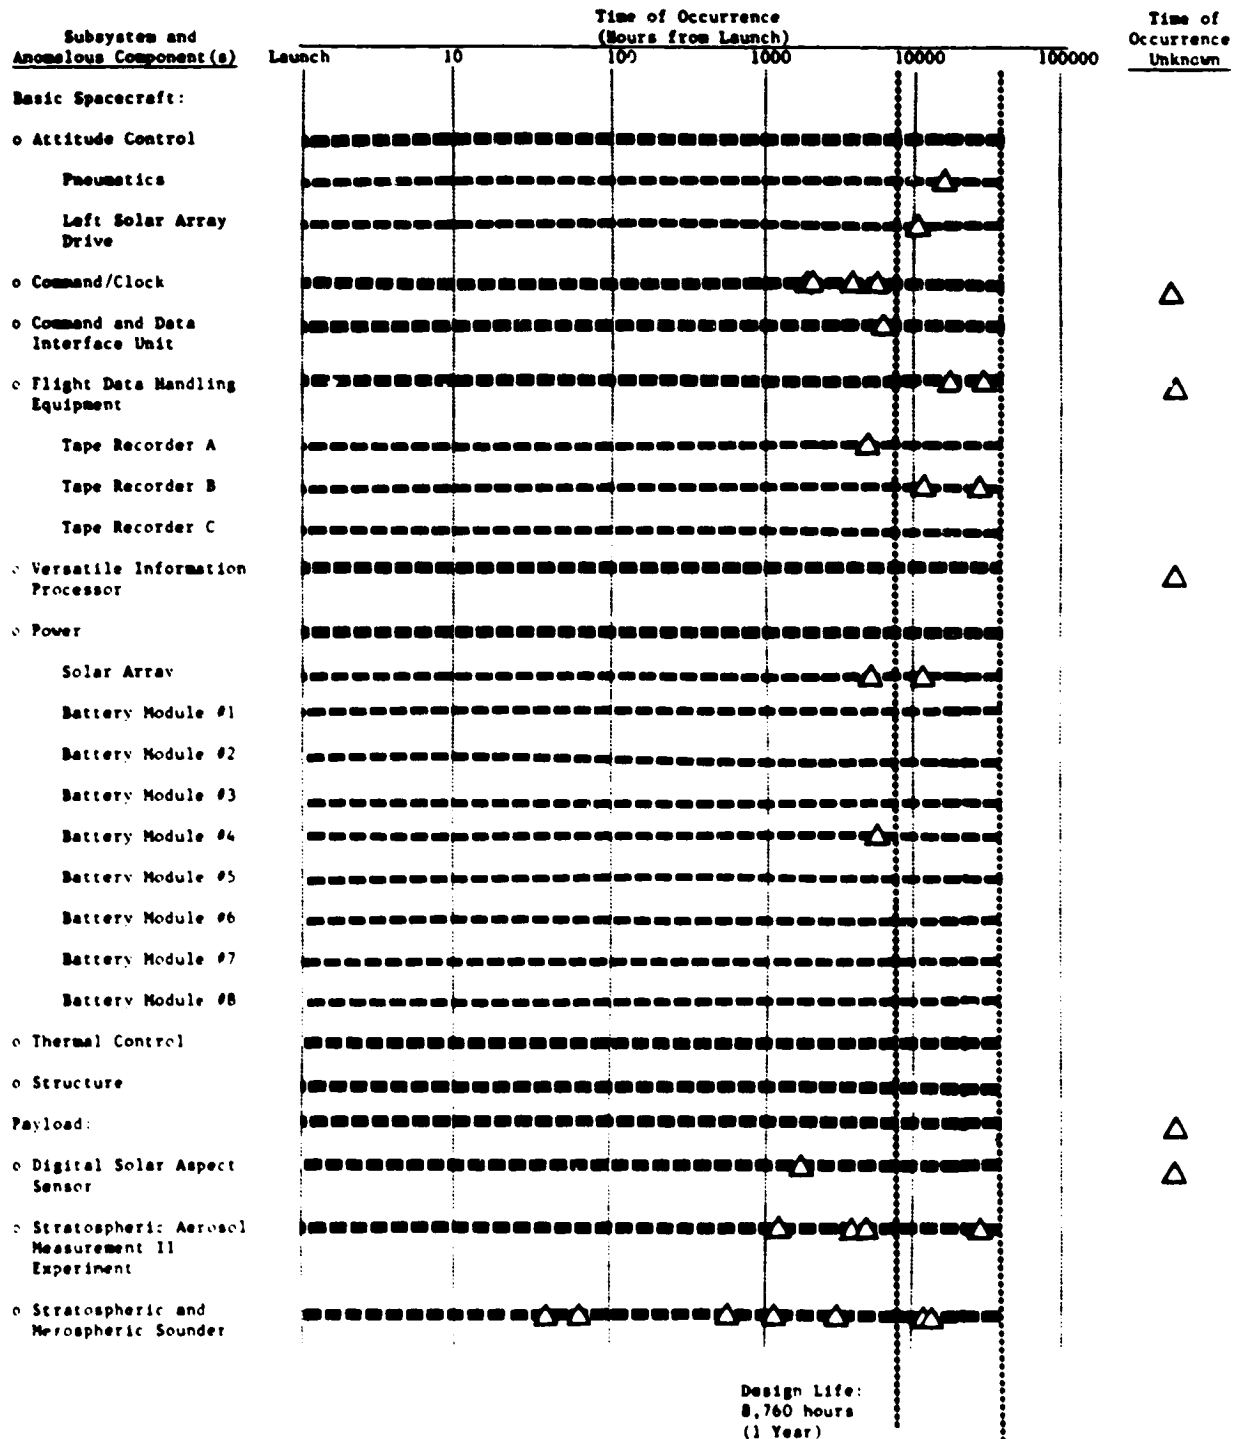 Time of Occurrence
(Hours from Launch)
Time of
Occurrence
Unknown
Subsystem and
Anomalous Component(s)
Launch 10 100 1000 10000 100000
Basic Spacecraft:
o Attitude Control
Pneumatics
Left Solar Array
Drive
o Command/Clock
o Command and Data
Interface Unit
o Flight Data Handling
Equipment
Tape Recorder A
Tape Recorder B
Tape Recorder C
o Versatile Information
Processor
o Power
Solar Array
Battery Module #1
Battery Module #2
Battery Module #3
Battery Module #4
Battery Module #5
Battery Module #6
Battery Module #7
Battery Module #8
o Thermal Control
o Structure
Payload:
o Digital Solar Aspect
Sensor
o Stratospheric Aerosol
Measurement II
Experiment
o Stratospheric and
Merospheric Sounder
Design Life:
8,760 hours
(1 Year)